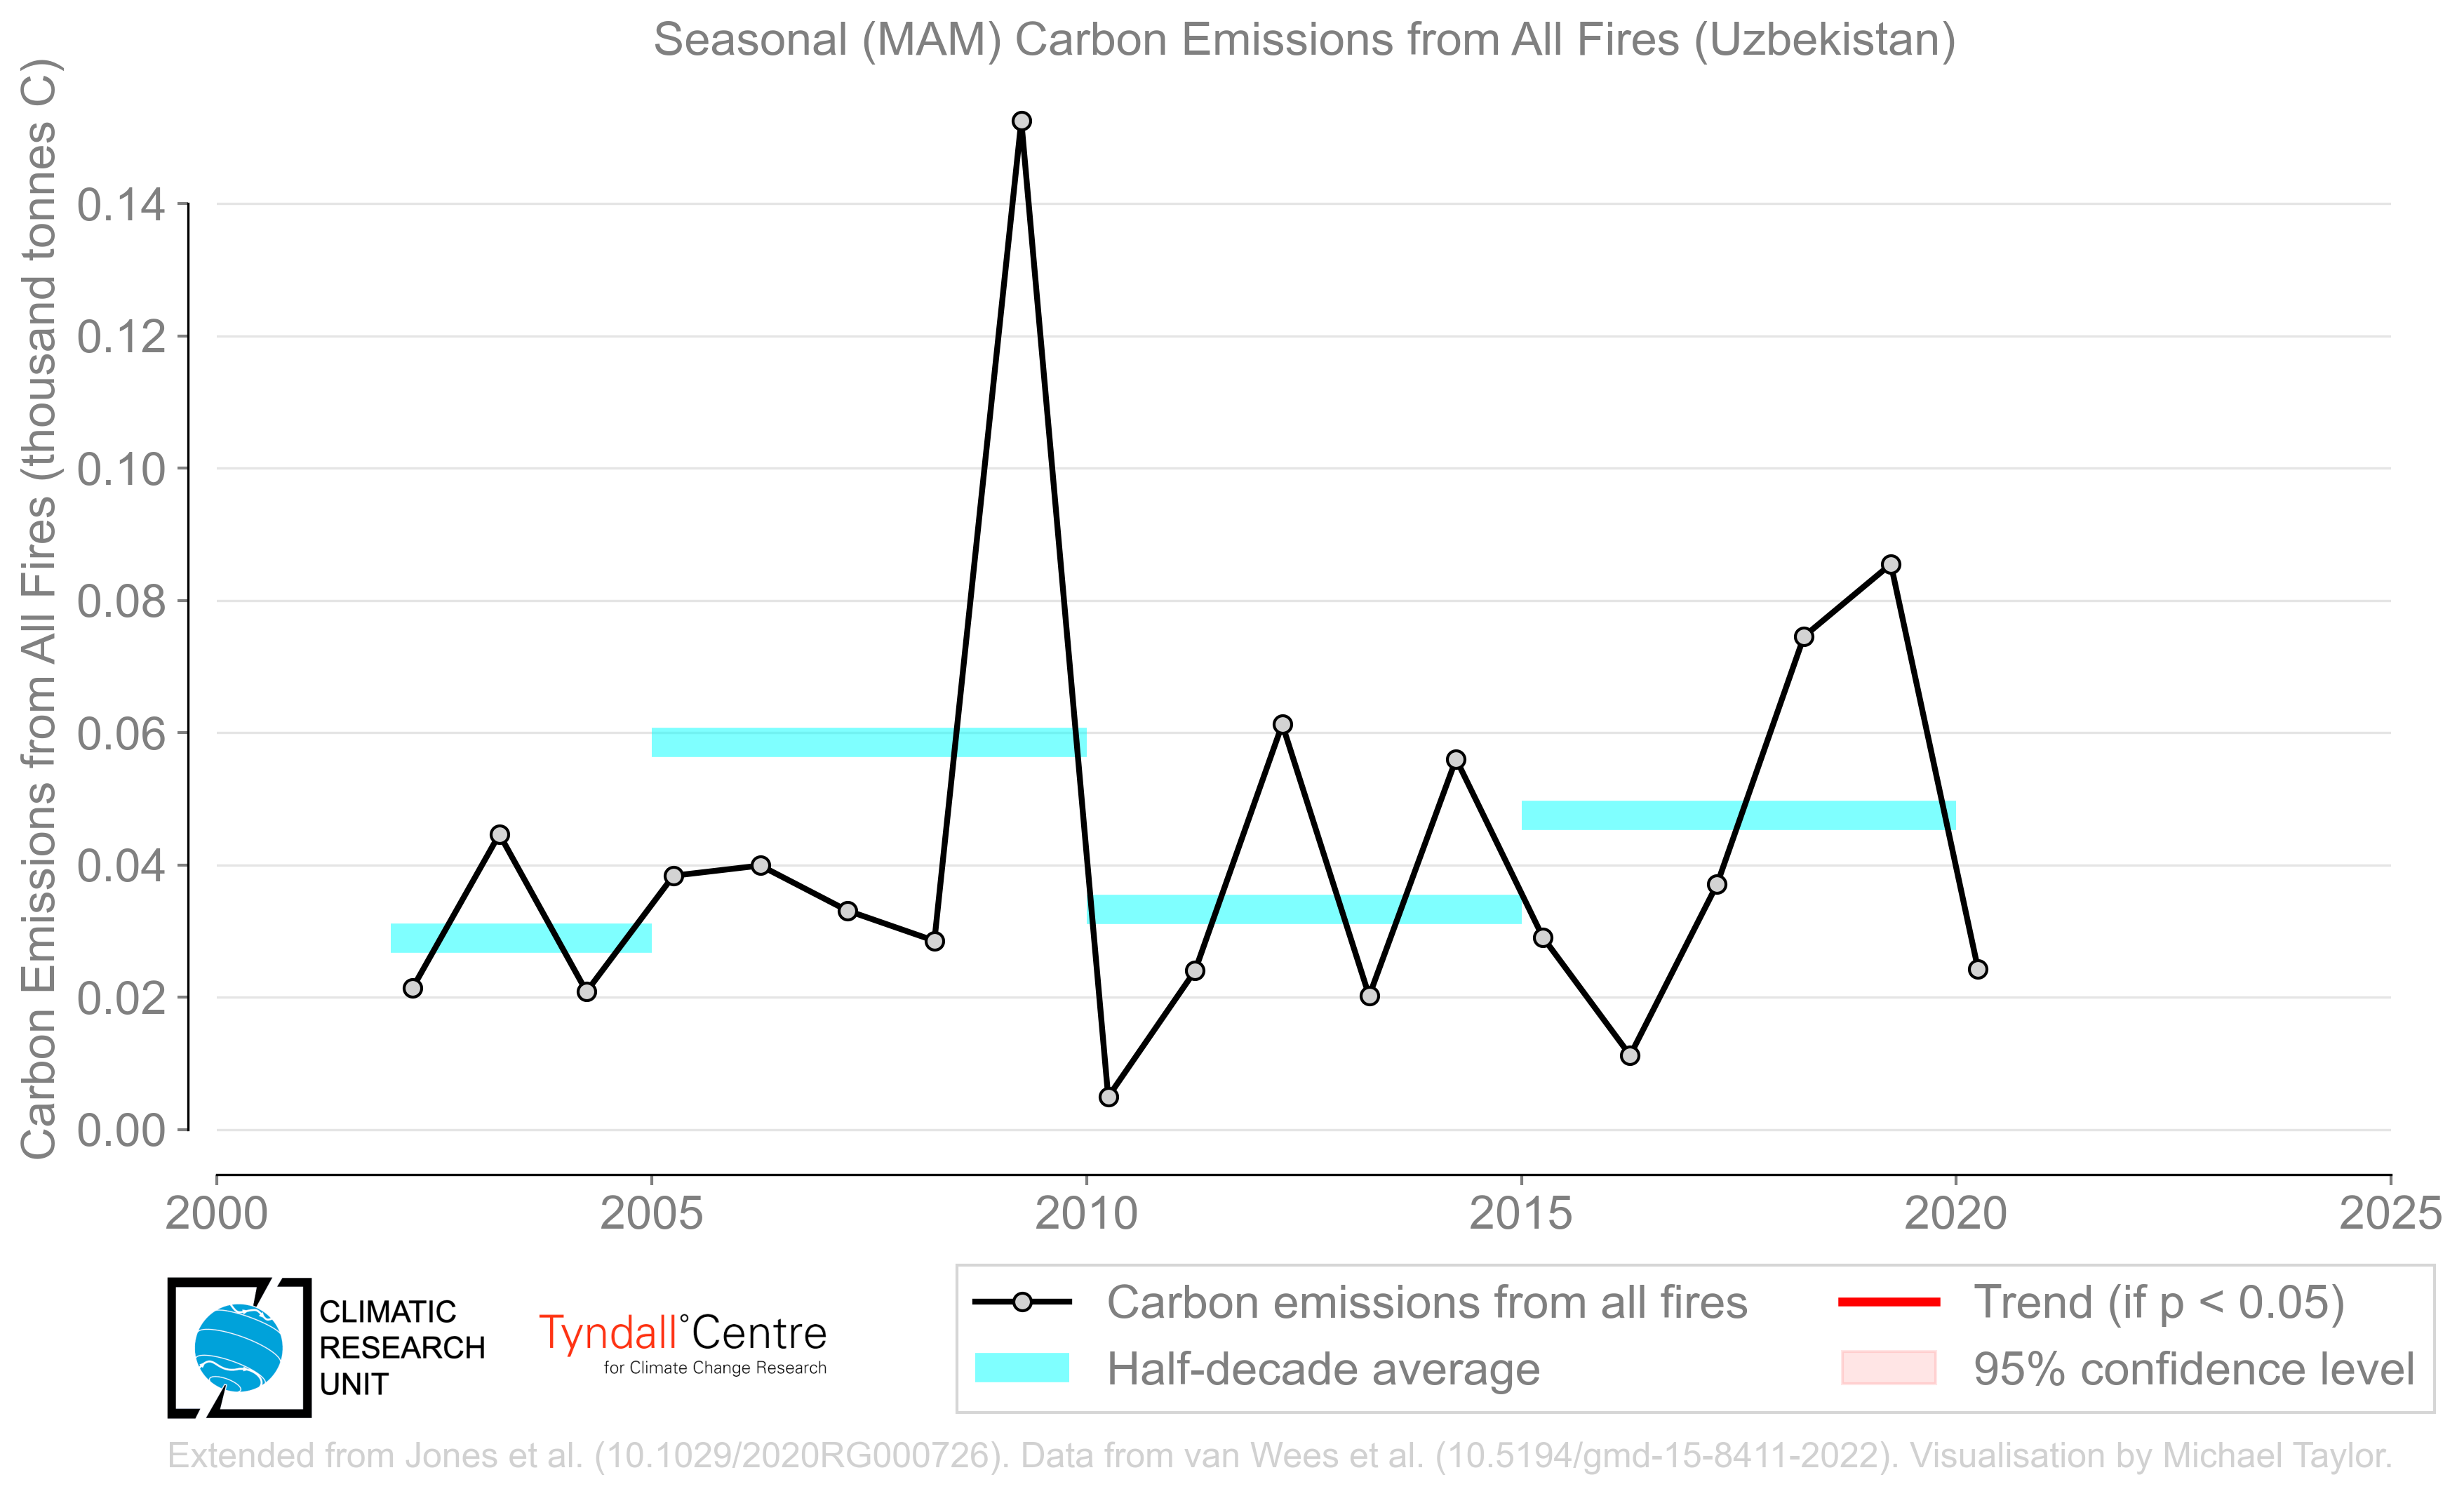 Seasonal (MAM) Carbon Emissions from All Fires (Uzbekistan)
Carbon Emissions from All Fires (thousand tonnes C)
0.14
0.12
0.10
0.08
0.06
0.04
0.02
0.00
2000 2005 2010 2015 2020 2025
CLIMATIC
RESEARCH
UNIT
Tyndall°Centre
for Climate Change Research
Carbon emissions from all fires
Half-decade average
Trend (if p < 0.05)
95% confidence level
Extended from Jones et al. (10.1029/2020RG000726). Data from van Wees et al. (10.5194/gmd-15-8411-2022). Visualisation by Michael Taylor.